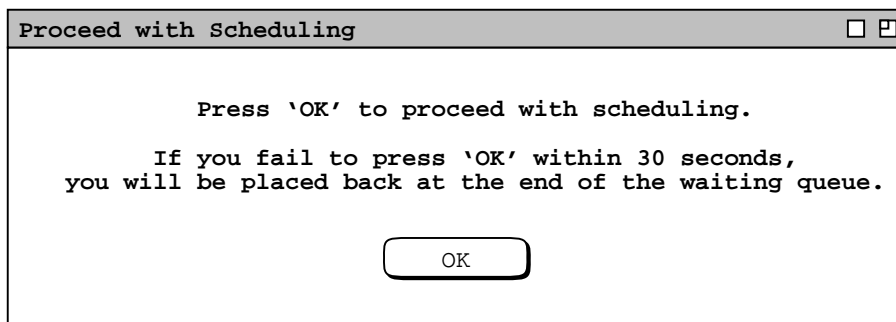 Proceed with Scheduling
Press ‘OK’ to proceed with scheduling.
If you fail to press ‘OK’ within 30 seconds,
you will be placed back at the end of the waiting queue.
OK